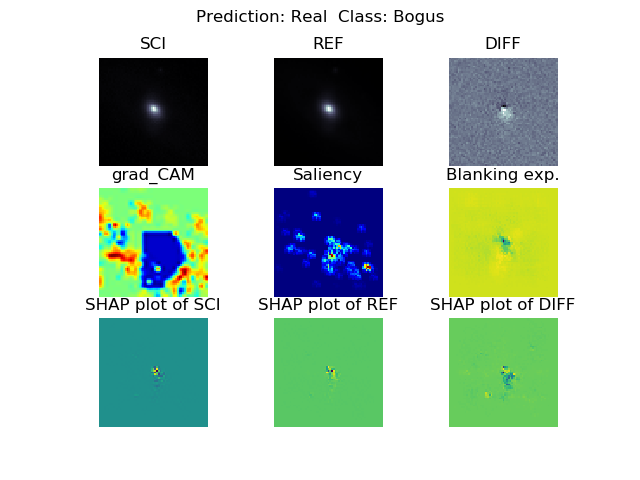 Prediction: Real  Class: Bogus
SCI
REF
DIFF
grad_CAM
Saliency
Blanking exp.
SHAP plot of SCI
SHAP plot of REF
SHAP plot of DIFF